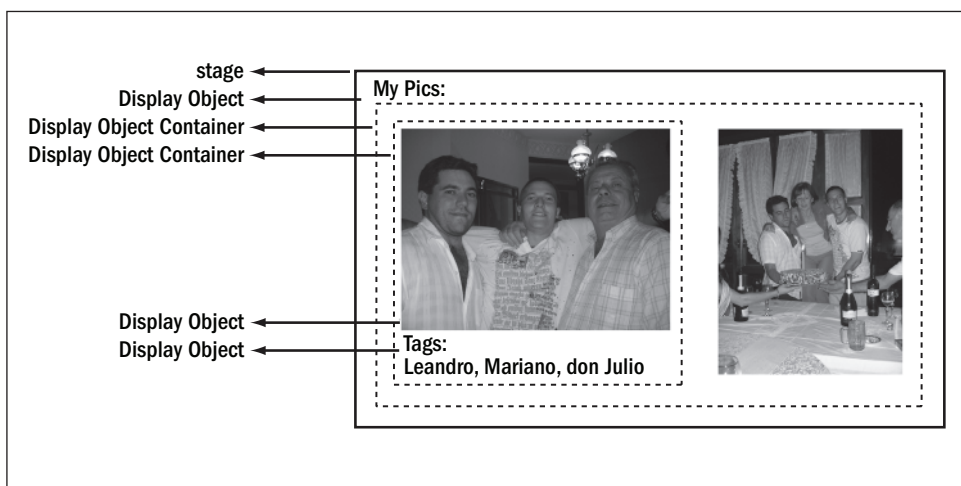 stage
Display Object
Display Object Container
Display Object Container
Display Object
Display Object
My Pics:
Tags:
Leandro, Mariano, don Julio